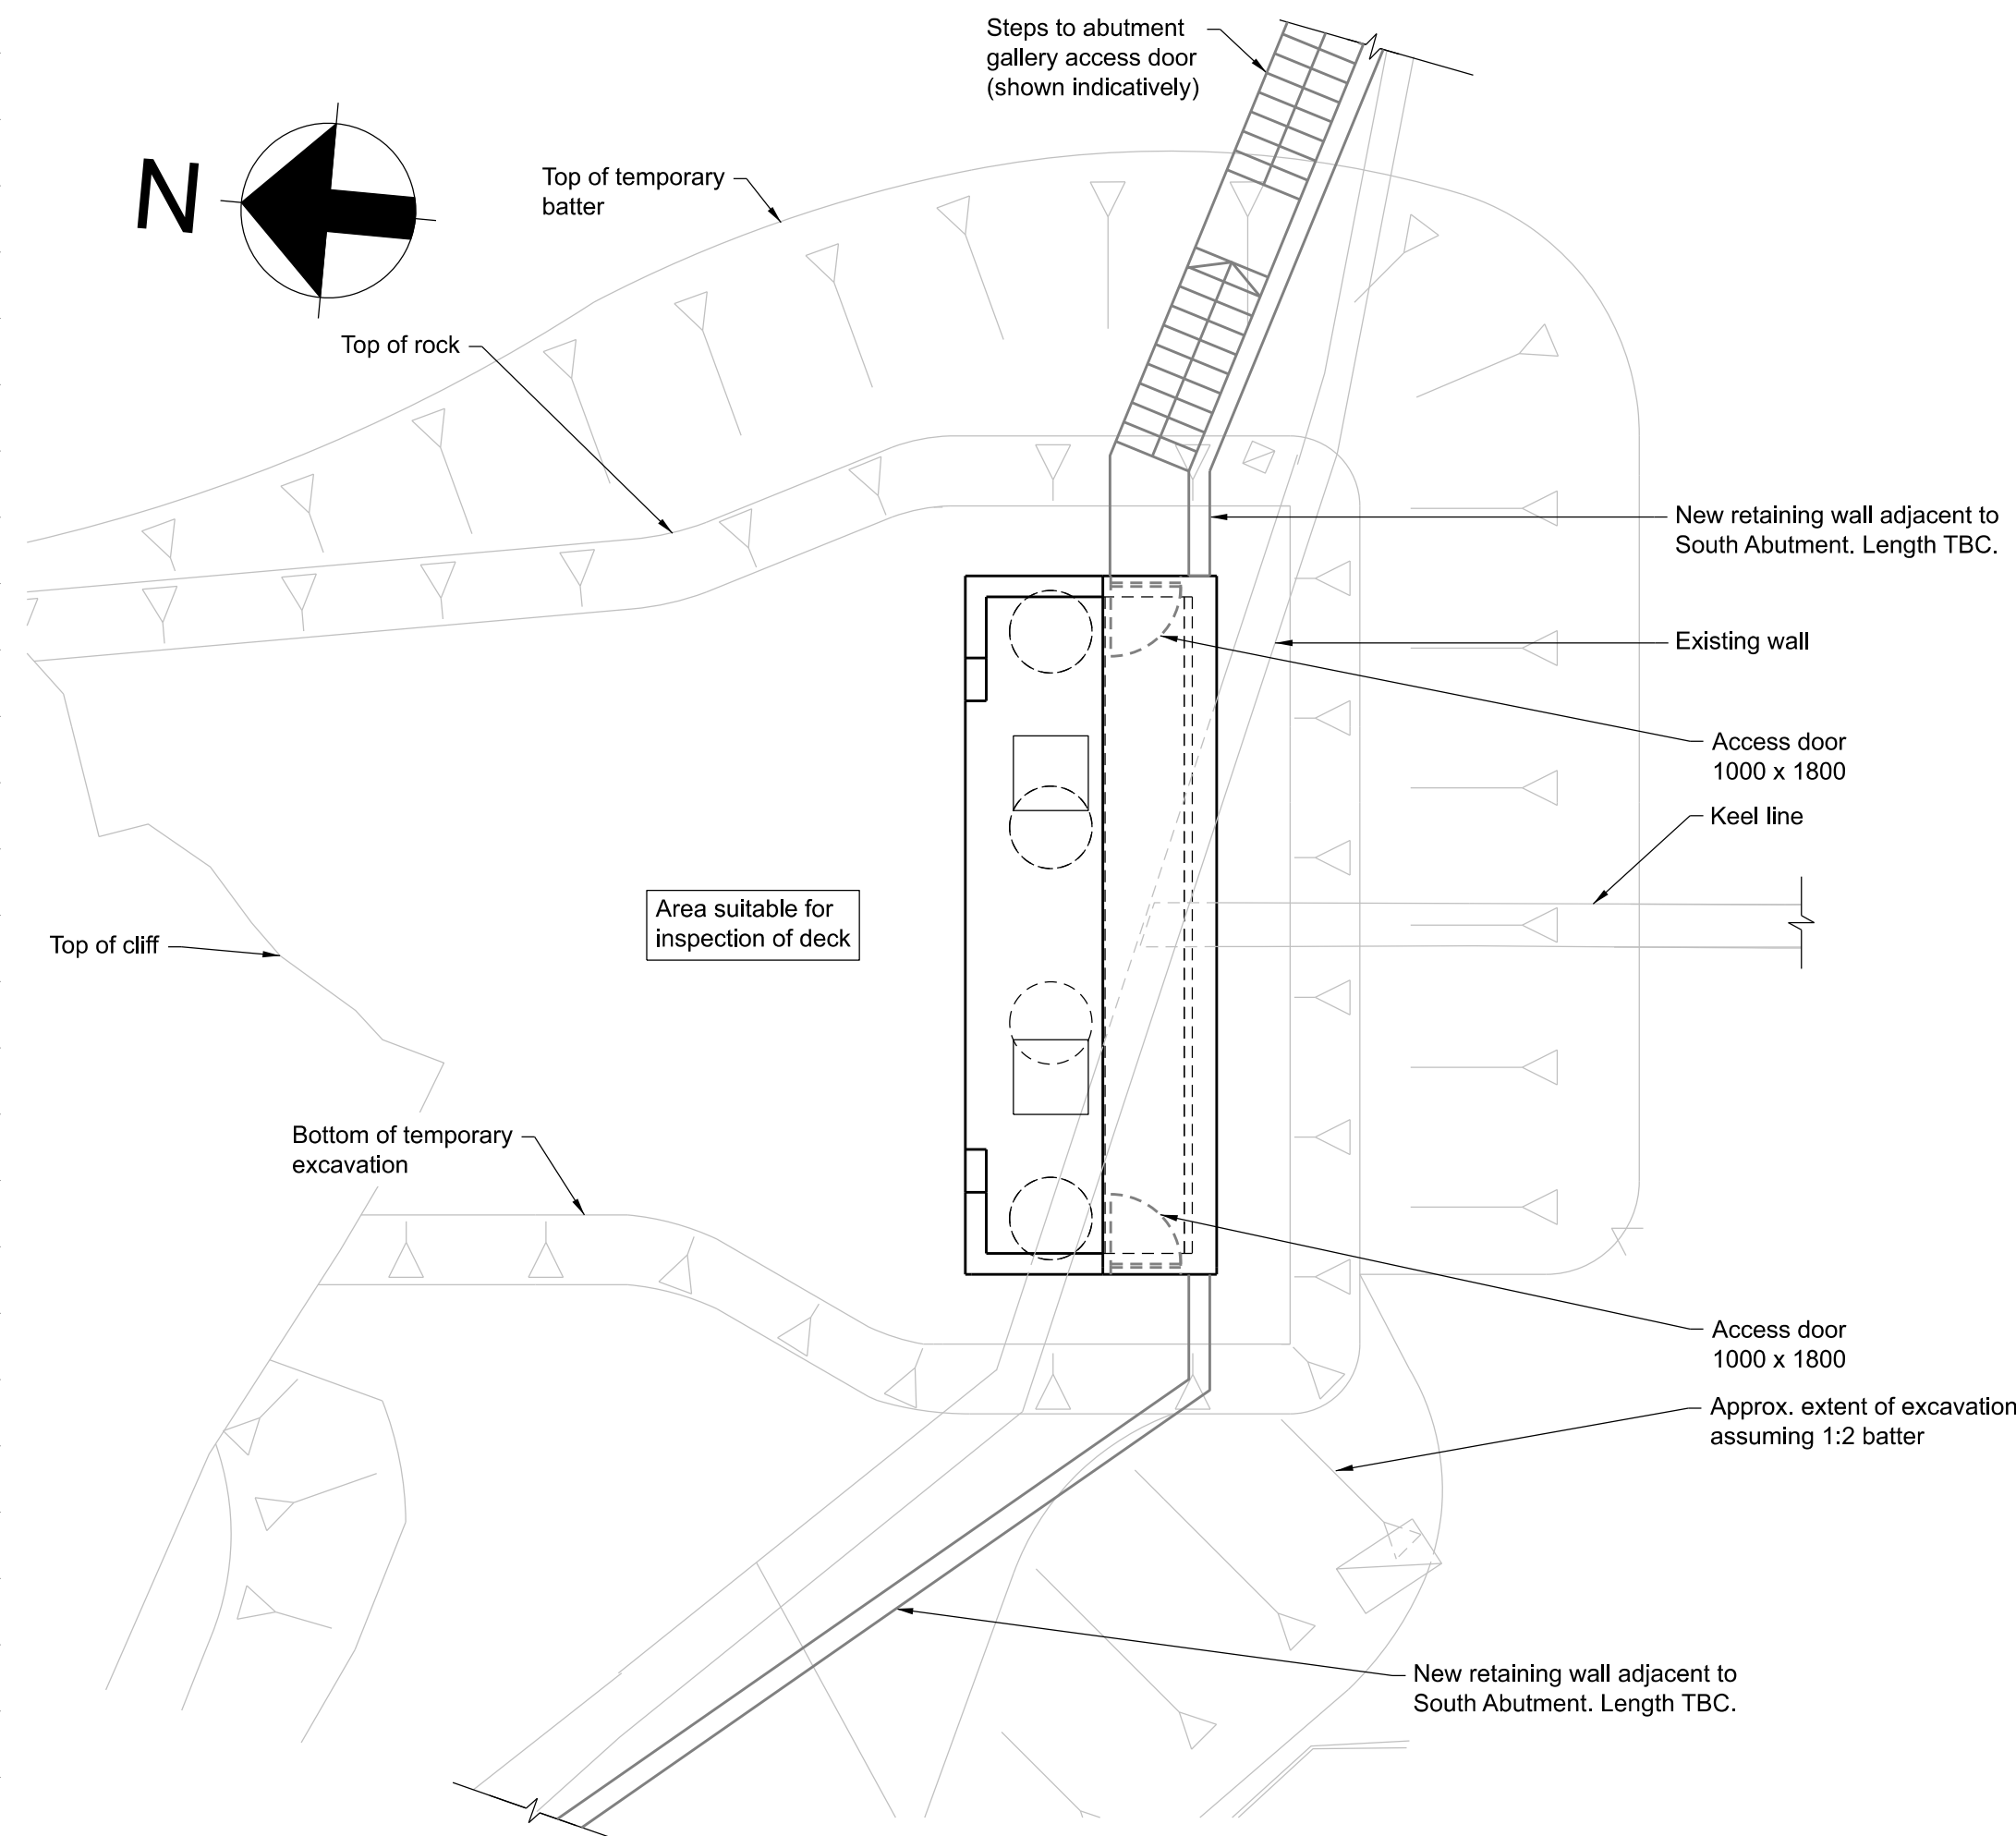 Steps to abutment
gallery access door
(shown indicatively)
N
Top of temporary
batter
Top of rock
New retaining wall adjacent to
South Abutment. Length TBC.
Existing wall
Access door
1000 x 1800
Keel line
Area suitable for
inspection of deck
Top of cliff
Bottom of temporary
excavation
Access door
1000 x 1800
Approx. extent of excavation
assuming 1:2 batter
New retaining wall adjacent to
South Abutment. Length TBC.